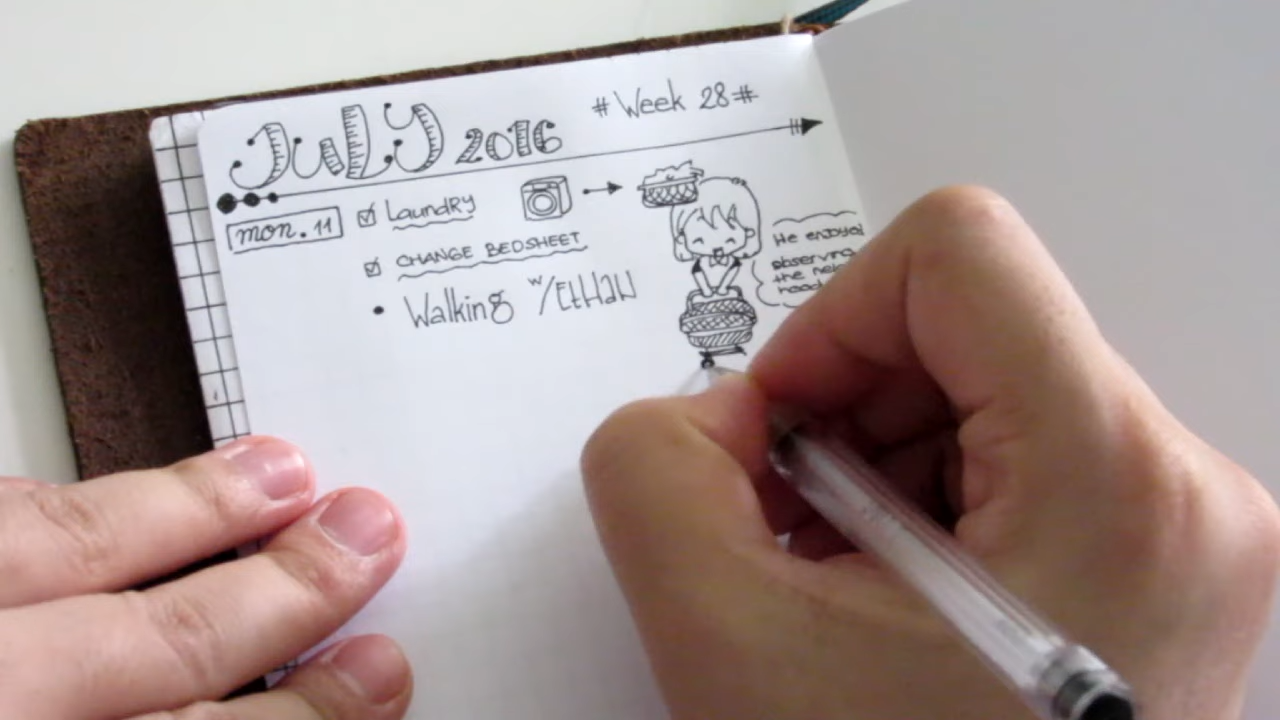 July 2016
#Week 28#
mon. 11
Laundry
CHANGE BEDSHEET
• Walking w/EtHaN
He enjoyed
observing
the